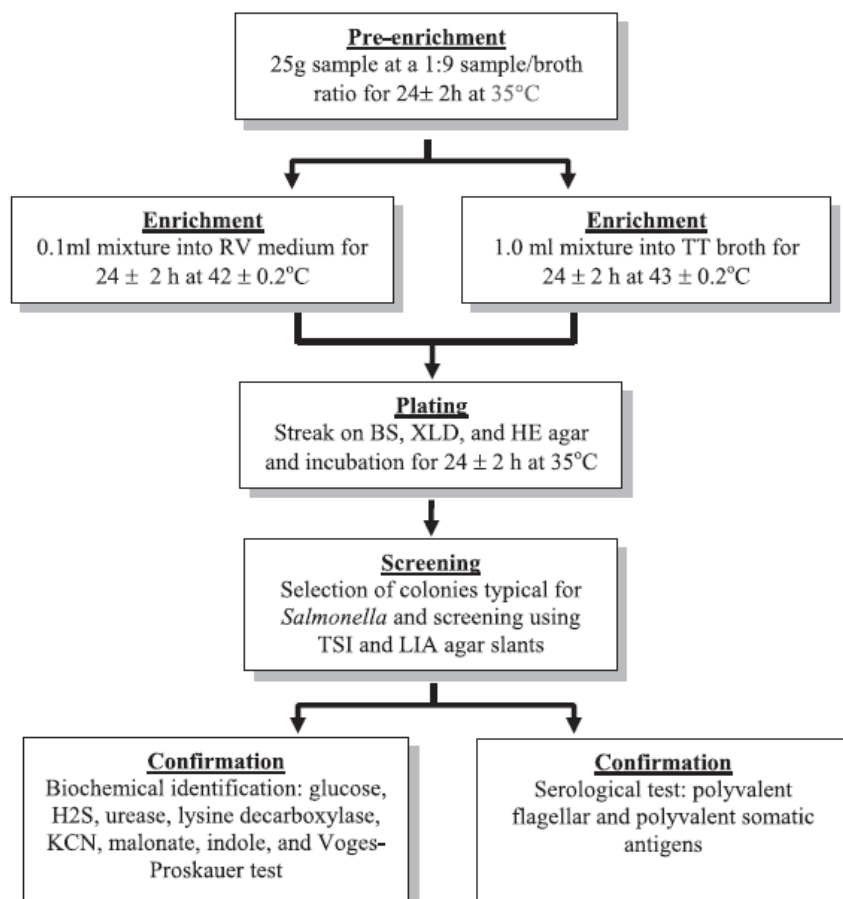 Pre-enrichment
25g sample at a 1:9 sample/broth
ratio for 24± 2h at 35°C
Enrichment
0.1ml mixture into RV medium for
24 ± 2 h at 42 ± 0.2°C
Enrichment
1.0 ml mixture into TT broth for
24 ± 2 h at 43 ± 0.2°C
Plating
Streak on BS, XLD, and HE agar
and incubation for 24 ± 2 h at 35°C
Screening
Selection of colonies typical for
Salmonella and screening using
TSI and LIA agar slants
Confirmation
Biochemical identification: glucose,
H2S, urease, lysine decarboxylase,
KCN, malonate, indole, and Voges-
Proskauer test
Confirmation
Serological test: polyvalent
flagellar and polyvalent somatic
antigens